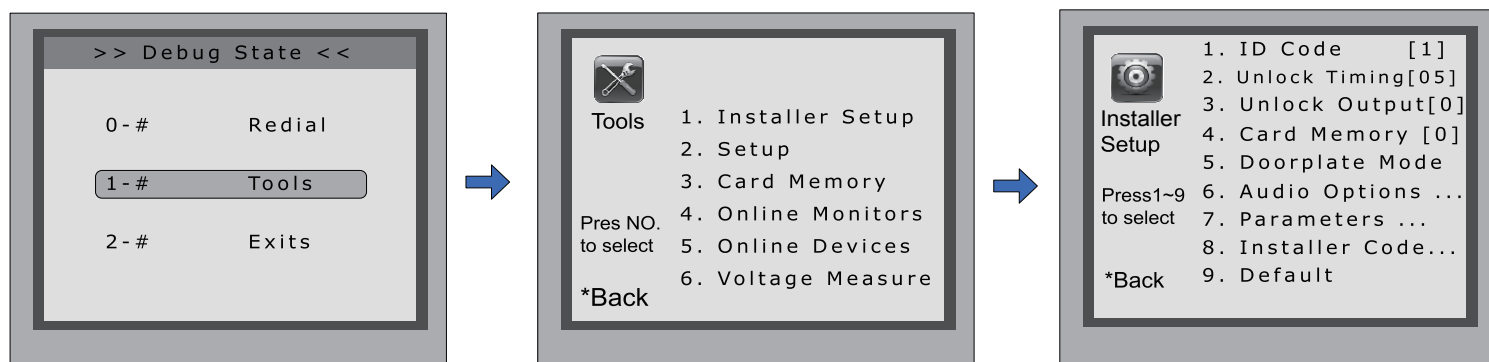 >> Debug State <<
0-# Redial
1-# Tools
2-# Exits
Tools
1. Installer Setup
2. Setup
3. Card Memory
4. Online Monitors
5. Online Devices
6. Voltage Measure
Pres NO.
to select
*Back
Installer
Setup
1. ID Code [1]
2. Unlock Timing[05]
3. Unlock Output[0]
4. Card Memory [0]
5. Doorplate Mode
6. Audio Options ...
7. Parameters ...
8. Installer Code...
9. Default
Press1~9
to select
*Back